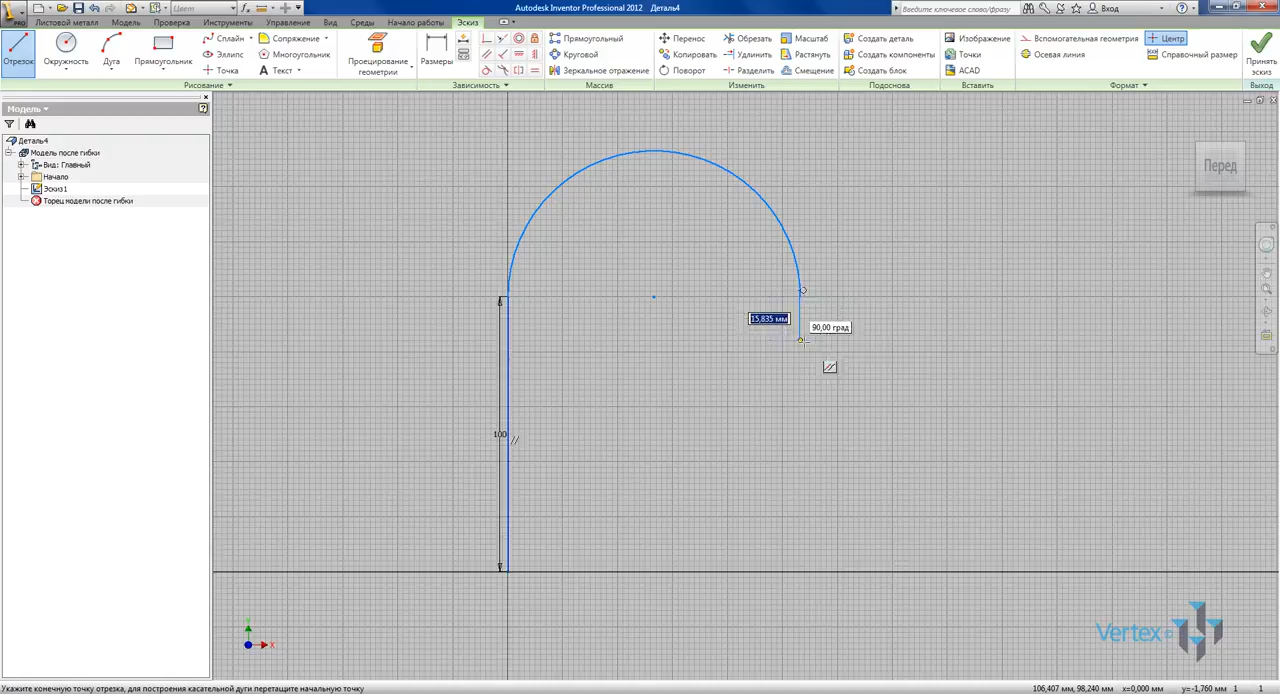 Autodesk Inventor Professional 2012 Деталь4
Введите ключевое слово/фразу
Вход
PRO
Цвет
Листовой металл
Модель
Проверка
Инструменты
Управление
Вид
Среды
Начало работы
Эскиз
Отрезок
Окружность
Дуга
Прямоугольник
Сплайн
Эллипс
Точка
Сопряжение
Многоугольник
Текст
Проецирование геометрии
Размеры
Прямоугольный
Круговой
Зеркальное отражение
Перенос
Копировать
Поворот
Обрезать
Удлинить
Разделить
Масштаб
Растянуть
Смещение
Создать деталь
Создать компоненты
Создать блок
Изображение
Точки
ACAD
Вспомогательная геометрия
Осевая линия
Центр
Справочный размер
Принять эскиз
Рисование
Зависимость
Массив
Изменить
Подоснова
Вставить
Формат
Выход
Модель
Деталь4
Модель после гибки
Вид: Главный
Начало
Эскиз1
Торец модели после гибки
Перед
15,835 мм
90,00 град
100
X
Vertex©
Укажите конечную точку отрезка, для построения касательной дуги перетащите начальную точку
106,407 мм, 98,240 мм x=0,000 мм y=-1,760 мм 1 1